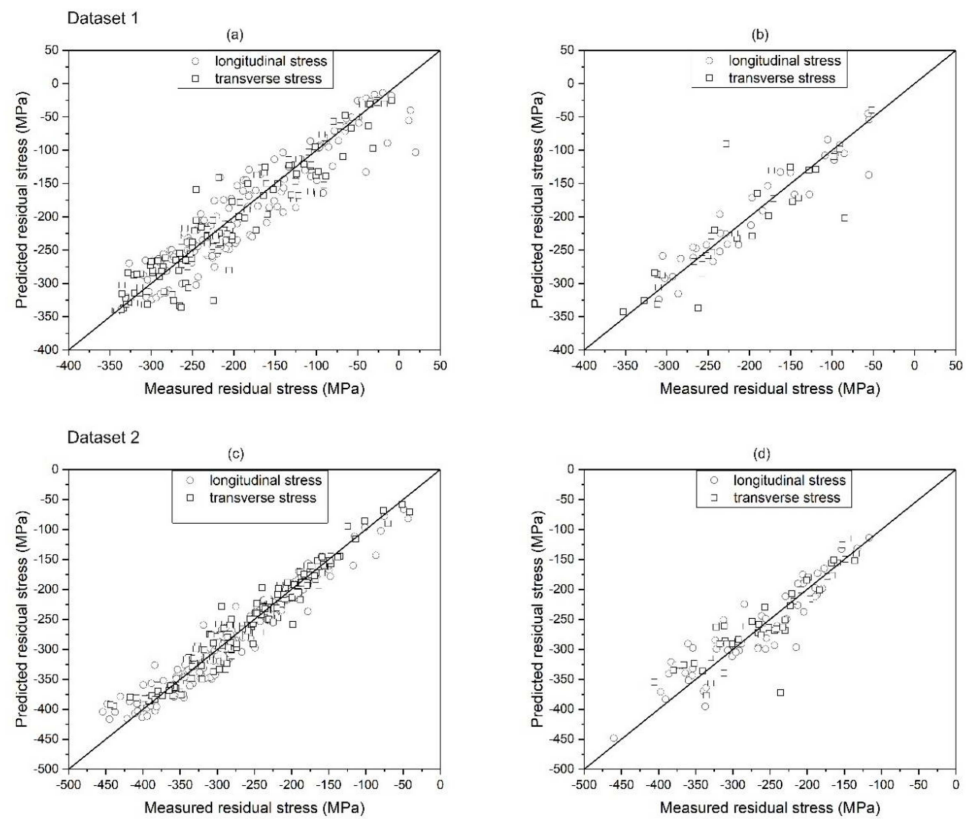 Dataset 1
(a)
longitudinal stress
transverse stress
50
0
-50
-100
-150
-200
-250
-300
-350
-400
Predicted residual stress (MPa)
-400 -350 -300 -250 -200 -150 -100 -50 0 50
Measured residual stress (MPa)
(b)
longitudinal stress
transverse stress
50
0
-50
-100
-150
-200
-250
-300
-350
-400
Predicted residual stress (MPa)
-400 -350 -300 -250 -200 -150 -100 -50 0 50
Measured residual stress (MPa)
Dataset 2
(c)
longitudinal stress
transverse stress
0
-50
-100
-150
-200
-250
-300
-350
-400
-450
-500
Predicted residual stress (MPa)
-500 -450 -400 -350 -300 -250 -200 -150 -100 -50 0
Measured residual stress (MPa)
(d)
longitudinal stress
transverse stress
0
-50
-100
-150
-200
-250
-300
-350
-400
-450
-500
Predicted residual stress (MPa)
-500 -450 -400 -350 -300 -250 -200 -150 -100 -50 0
Measured residual stress (MPa)